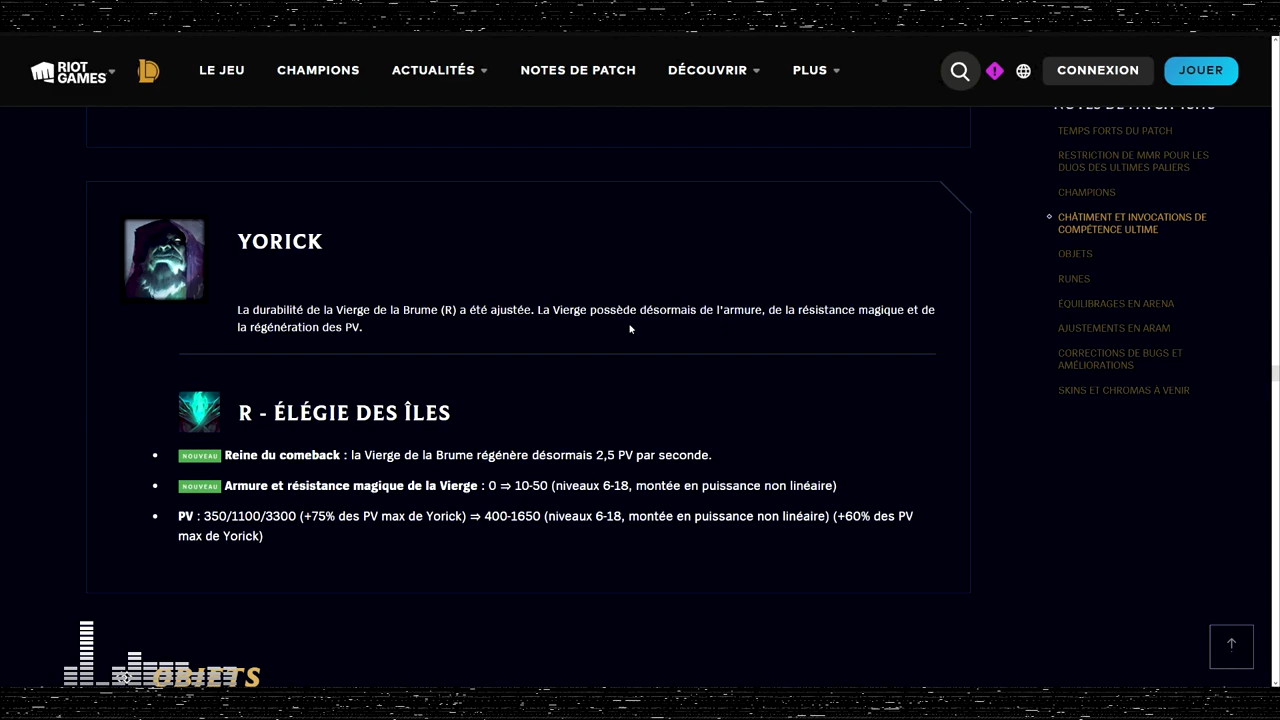 RIOT GAMES
LE JEU
CHAMPIONS
ACTUALITÉS
NOTES DE PATCH
DÉCOUVRIR
PLUS
CONNEXION
JOUER
TEMPS FORTS DU PATCH
RESTRICTION DE MMR POUR LES
DUOS DES ULTIMES PALIERS
CHAMPIONS
CHÂTIMENT ET INVOCATIONS DE
COMPÉTENCE ULTIME
OBJETS
RUNES
ÉQUILIBRAGES EN ARENA
AJUSTEMENTS EN ARAM
CORRECTIONS DE BUGS ET
AMÉLIORATIONS
SKINS ET CHROMAS À VENIR
YORICK
La durabilité de la Vierge de la Brume (R) a été ajustée. La Vierge possède désormais de l'armure, de la résistance magique et de
la régénération des PV.
R - ÉLÉGIE DES ÎLES
NOUVEAU Reine du comeback : la Vierge de la Brume régénère désormais 2,5 PV par seconde.
NOUVEAU Armure et résistance magique de la Vierge : 0 ⇒ 10-50 (niveaux 6-18, montée en puissance non linéaire)
PV : 350/1100/3300 (+75% des PV max de Yorick) ⇒ 400-1650 (niveaux 6-18, montée en puissance non linéaire) (+60% des PV
max de Yorick)
OBJETS